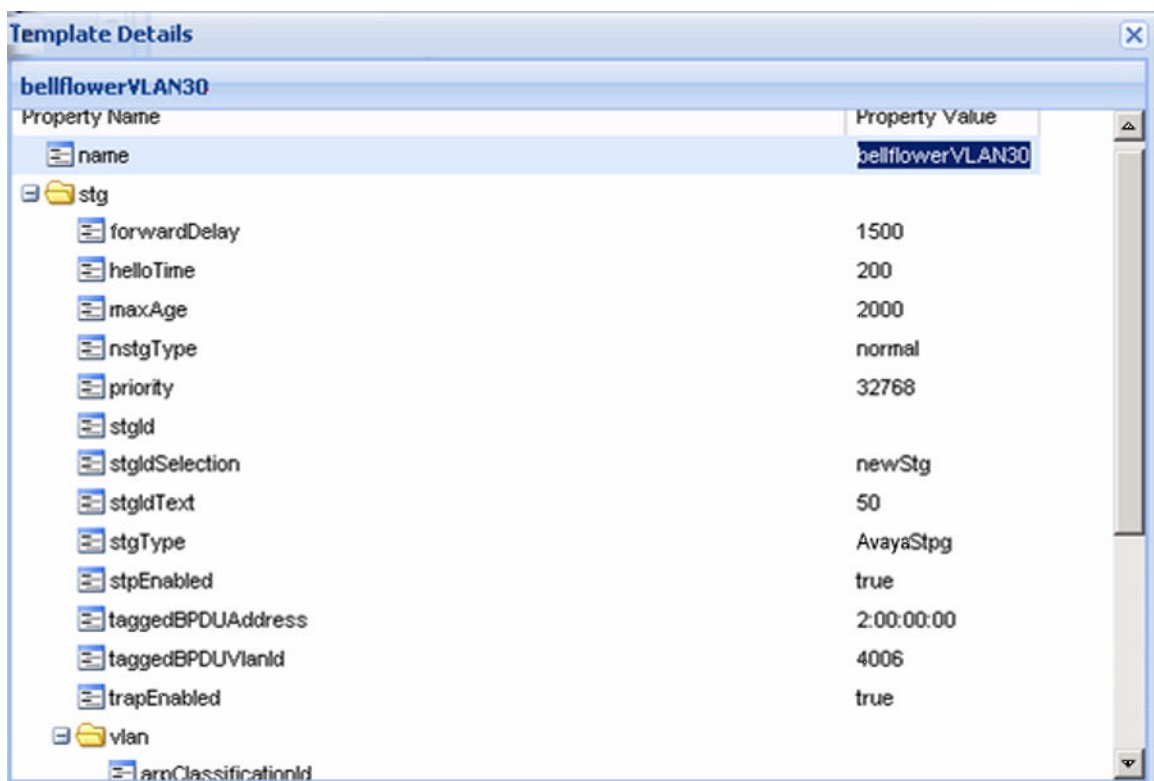 Template Details
bellflowerVLAN30
Property Name Property Value
name bellflowerVLAN30
stg
forwardDelay 1500
helloTime 200
maxAge 2000
nstgType normal
priority 32768
stgId
stgIdSelection newStg
stgIdText 50
stgType AvayaStpg
stpEnabled true
taggedBPDUAddress 2:00:00:00
taggedBPDUVlanId 4006
trapEnabled true
vlan
arpClassificationId